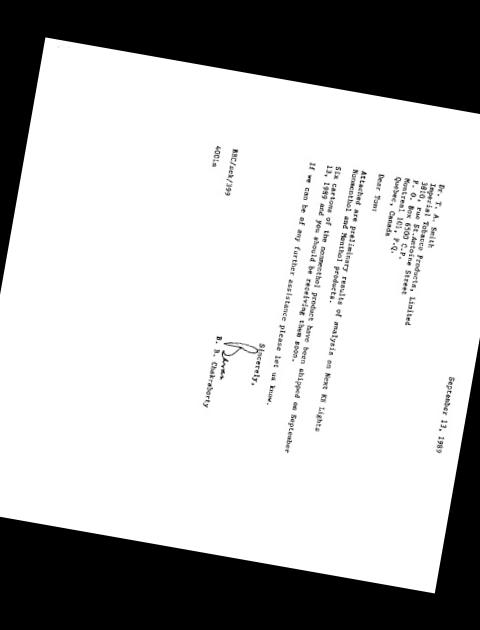 September 13, 1989
Dr. T. A. Smith
Imperial Tobacco Products, Limited
3810, rue St-Antoine Street
P. O. Box 6500 C.P.
Montreal 101, P.Q.
Quebec, Canada
Dear Tom:
Attached are preliminary results of analysis on Next KS Lights
Nonmenthol and Menthol products.
Six cartons of the nonmenthol product have been shipped on September
13, 1989 and you should be receiving them soon.
If we can be of any further assistance please let us know.
Sincerely,
B. B. Chakraborty
BBC/sek/399